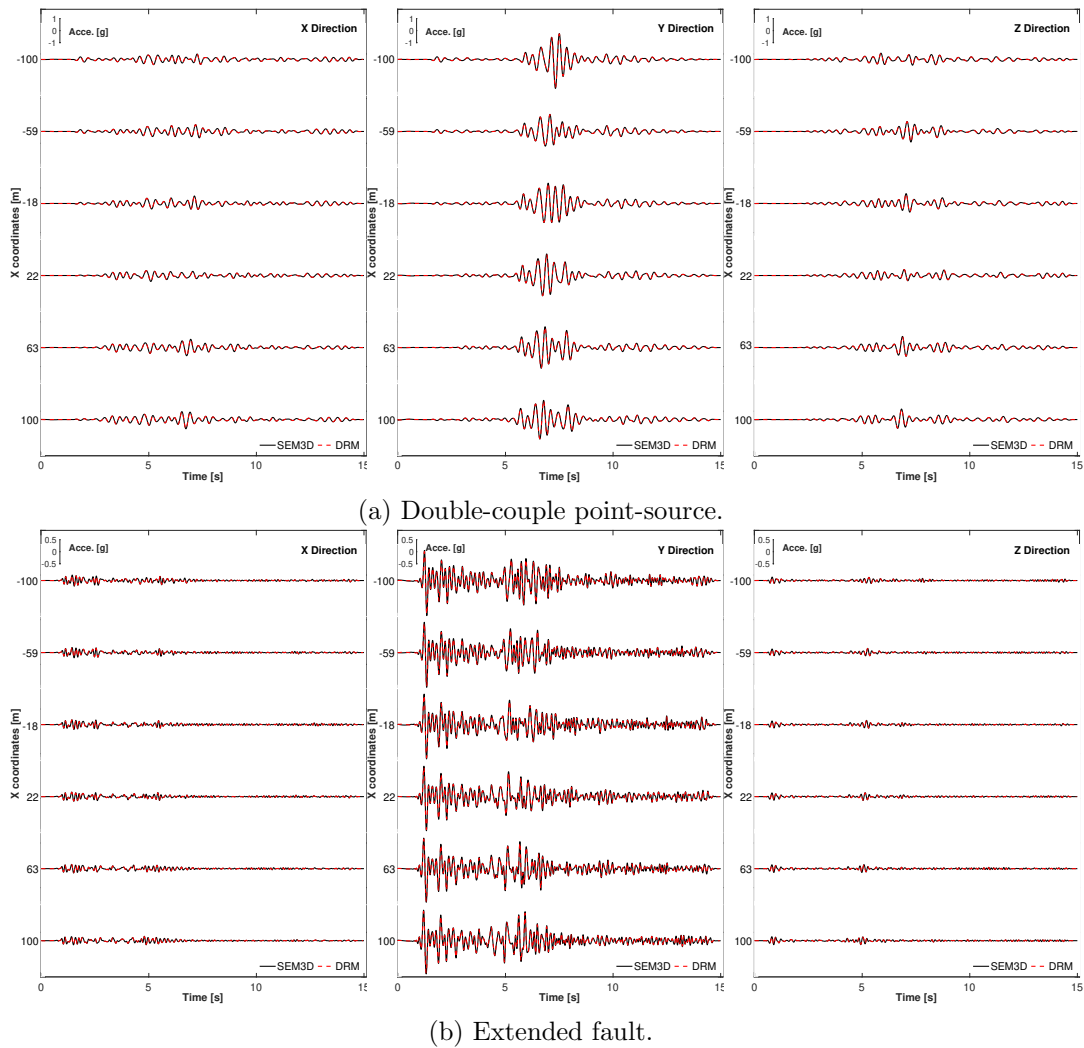 1
-1
Acce. [g]
X Direction
1
-1
Acce. [g]
Y Direction
1
-1
Acce. [g]
Z Direction
X coordinates [m]
-100
-59
-18
22
63
100
X coordinates [m]
-100
-59
-18
22
63
100
X coordinates [m]
-100
-59
-18
22
63
100
SEM3D DRM
SEM3D DRM
SEM3D DRM
0 5 10 15
0 5 10 15
0 5 10 15
Time [s]
Time [s]
Time [s]
(a) Double-couple point-source.
0.5
-0.5
Acce. [g]
X Direction
0.5
-0.5
Acce. [g]
Y Direction
0.5
-0.5
Acce. [g]
Z Direction
X coordinates [m]
-100
-59
-18
22
63
100
X coordinates [m]
-100
-59
-18
22
63
100
X coordinates [m]
-100
-59
-18
22
63
100
SEM3D DRM
SEM3D DRM
SEM3D DRM
0 5 10 15
0 5 10 15
0 5 10 15
Time [s]
Time [s]
Time [s]
(b) Extended fault.